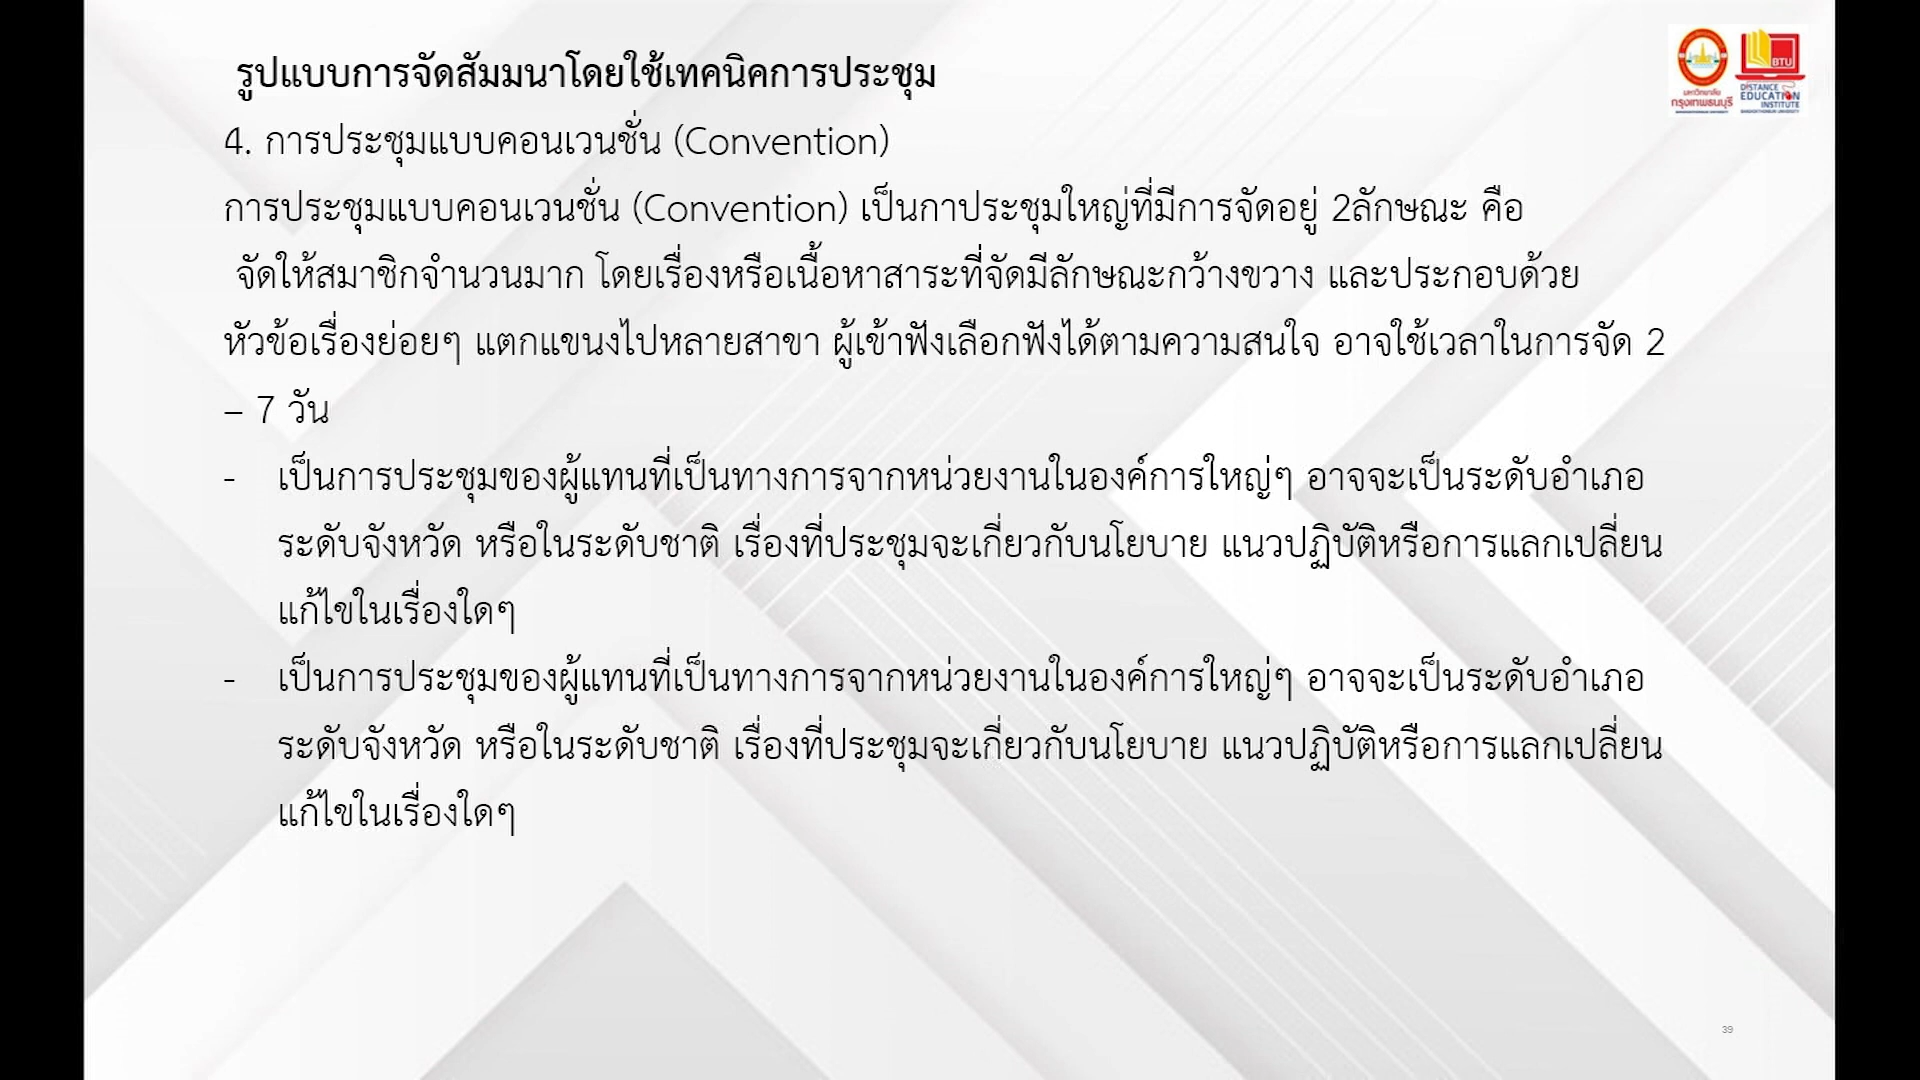 รูปแบบการจัดสัมมนาโดยใช้เทคนิคการประชุม
4. การประชุมแบบคอนเวนชั่น (Convention)
การประชุมแบบคอนเวนชั่น (Convention) เป็นกาประชุมใหญ่ที่มีการจัดอยู่ 2ลักษณะ คือ
จัดให้สมาชิกจำนวนมาก โดยเรื่องหรือเนื้อหาสาระที่จัดมีลักษณะกว้างขวาง และประกอบด้วย
หัวข้อเรื่องย่อยๆ แตกแขนงไปหลายสาขา ผู้เข้าฟังเลือกฟังได้ตามความสนใจ อาจใช้เวลาในการจัด 2
– 7 วัน
- เป็นการประชุมของผู้แทนที่เป็นทางการจากหน่วยงานในองค์การใหญ่ๆ อาจจะเป็นระดับอำเภอ
ระดับจังหวัด หรือในระดับชาติ เรื่องที่ประชุมจะเกี่ยวกับนโยบาย แนวปฏิบัติหรือการแลกเปลี่ยน
แก้ไขในเรื่องใดๆ
- เป็นการประชุมของผู้แทนที่เป็นทางการจากหน่วยงานในองค์การใหญ่ๆ อาจจะเป็นระดับอำเภอ
ระดับจังหวัด หรือในระดับชาติ เรื่องที่ประชุมจะเกี่ยวกับนโยบาย แนวปฏิบัติหรือการแลกเปลี่ยน
แก้ไขในเรื่องใดๆ
มหาวิทยาลัย
กรุงเทพธนบุรี
BTU
DISTANCE
EDUCATION
INSTITUTE
39